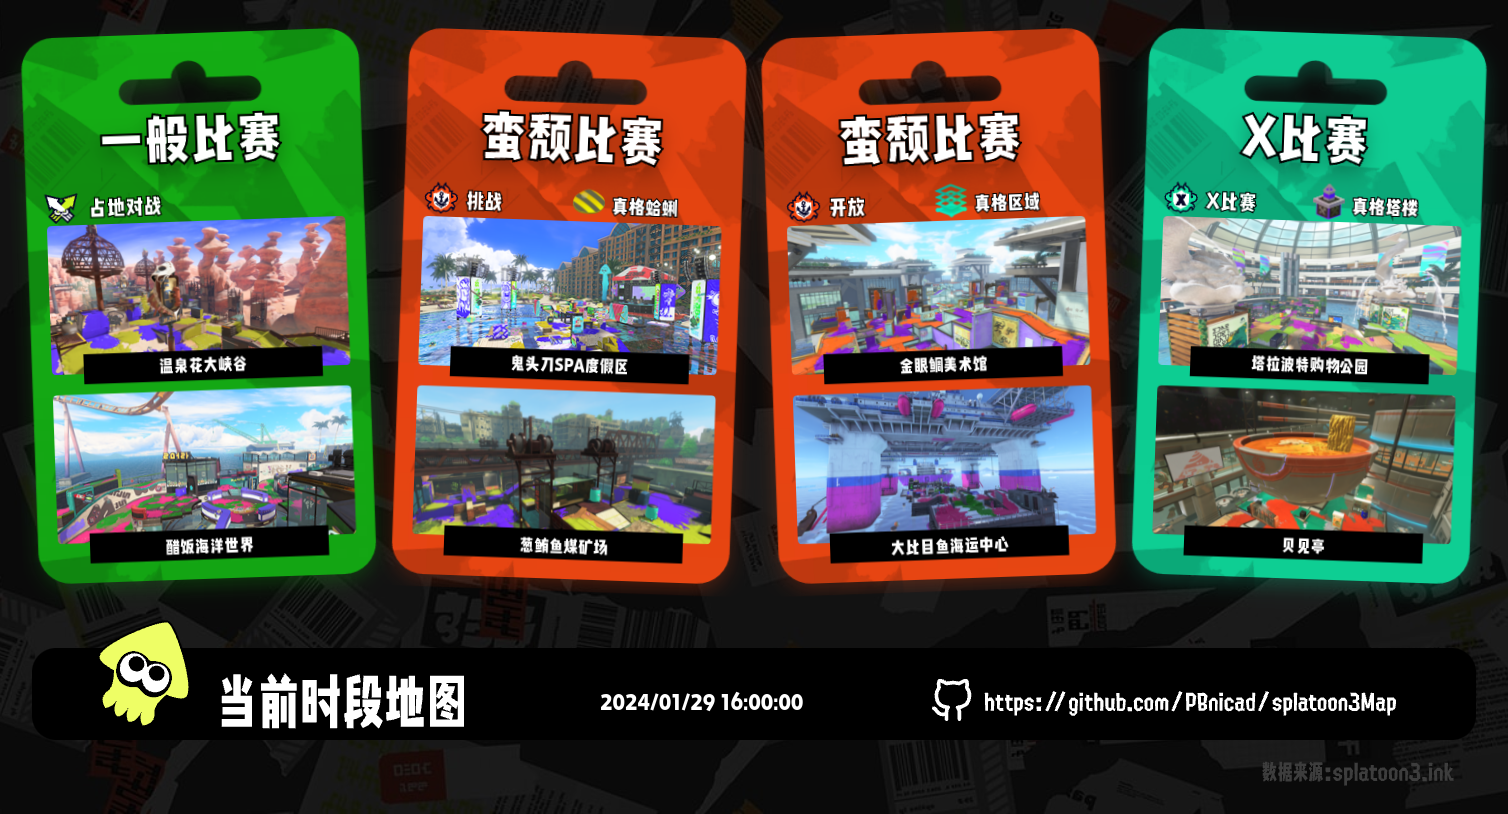 一般比赛
占地对战
温泉花大峡谷
醋饭海洋世界
蛮颓比赛
挑战
真格蛤蜊
鬼头刀SPA度假区
葱鲔鱼煤矿场
蛮颓比赛
开放
真格区域
金眼鲷美术馆
大比目鱼海运中心
X比赛
X比赛
真格塔楼
塔拉波特购物公园
贝见亭
当前时段地图
2024/01/29 16:00:00
https://github.com/PBnicad/splatoon3Map
数据来源:splatoon3.ink